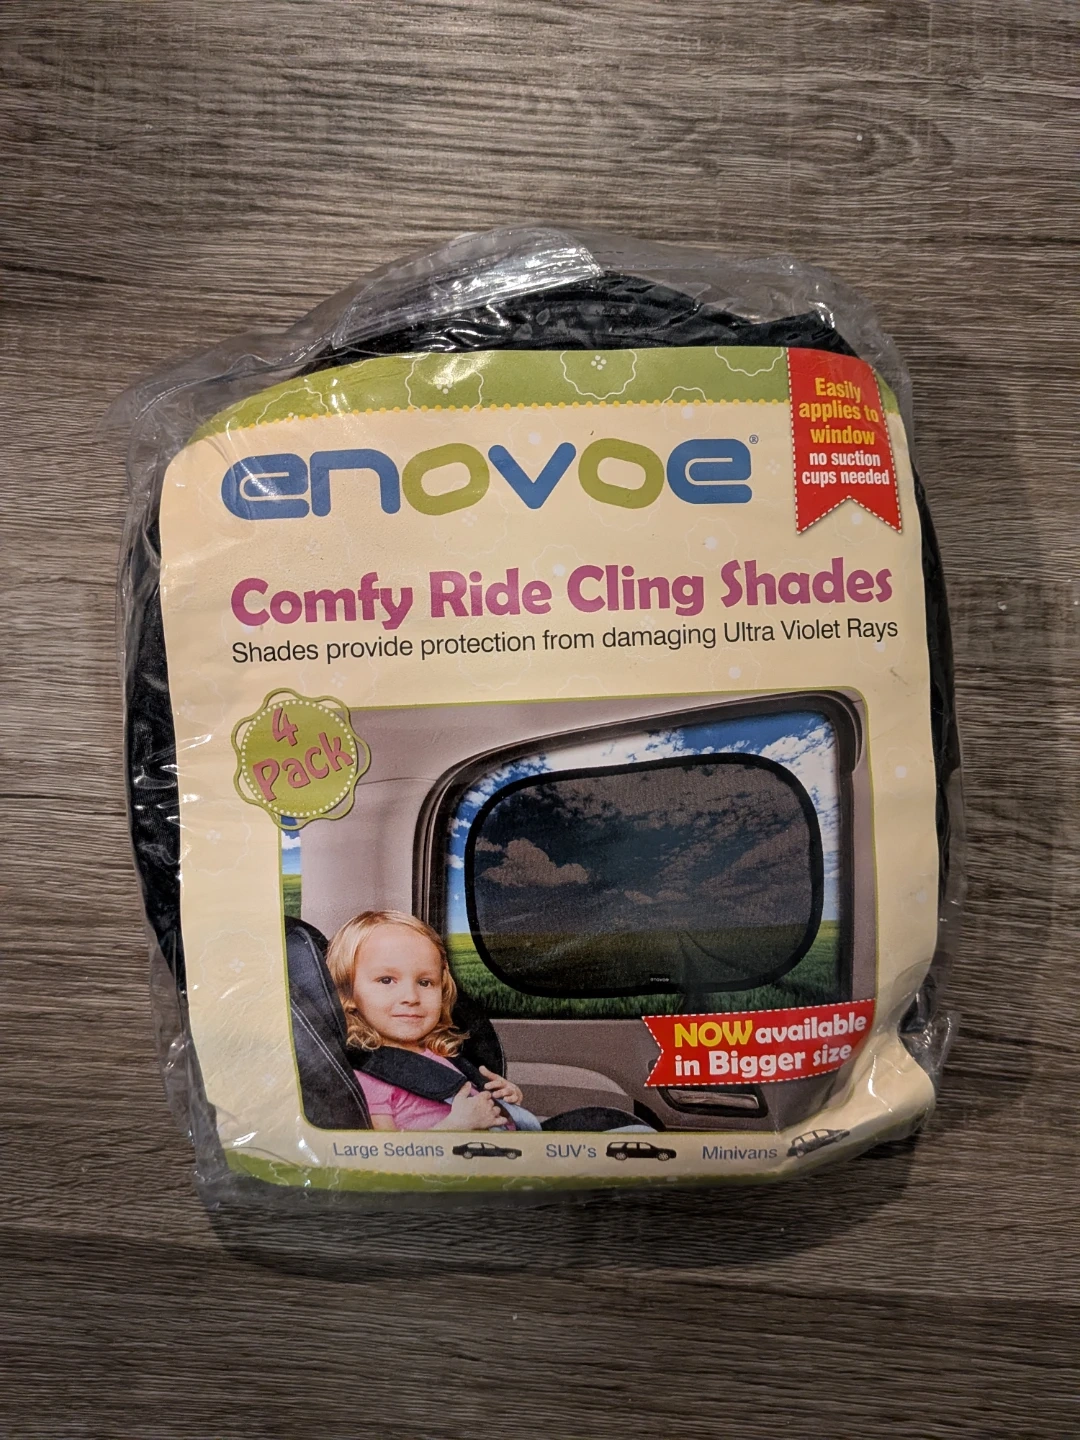 enovoe®
Easily
applies to
window
no suction
cups needed
Comfy Ride Cling Shades
Shades provide protection from damaging Ultra Violet Rays
4
Pack
enovoe
NOW available
in Bigger size
Large Sedans
SUV's
Minivans